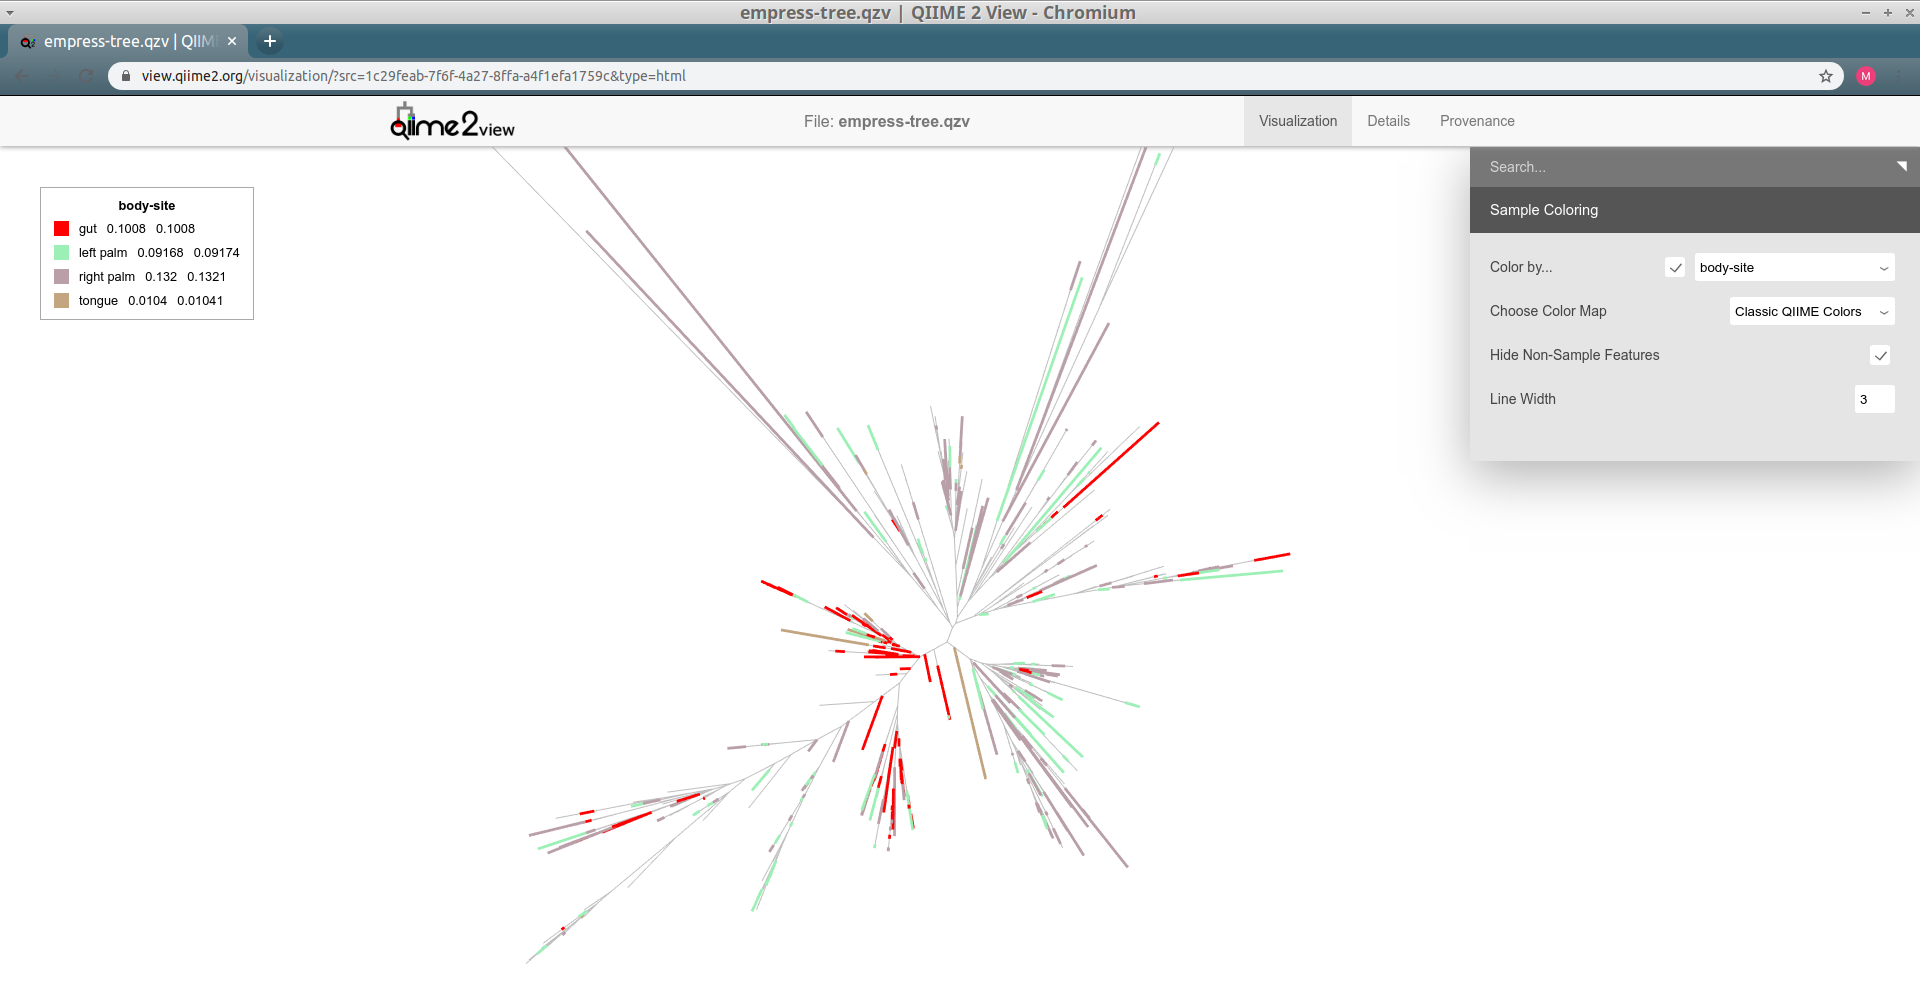 empress-tree.qzv | QIIME 2 View - Chromium
empress-tree.qzv | QIIM
view.qiime2.org/visualization/?src=1c29feab-7f6f-4a27-8ffa-a4f1efa1759c&type=html
M
qiime2view
File: empress-tree.qzv
Visualization
Details
Provenance
body-site
gut 0.1008 0.1008
left palm 0.09168 0.09174
right palm 0.132 0.1321
tongue 0.0104 0.01041
Search...
Sample Coloring
Color by... body-site
Choose Color Map Classic QIIME Colors
Hide Non-Sample Features
Line Width 3